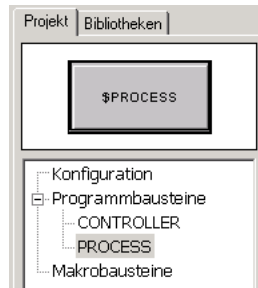 Projekt Bibliotheken
$PROCESS
Konfiguration
Programmbausteine
CONTROLLER
PROCESS
Makrobausteine